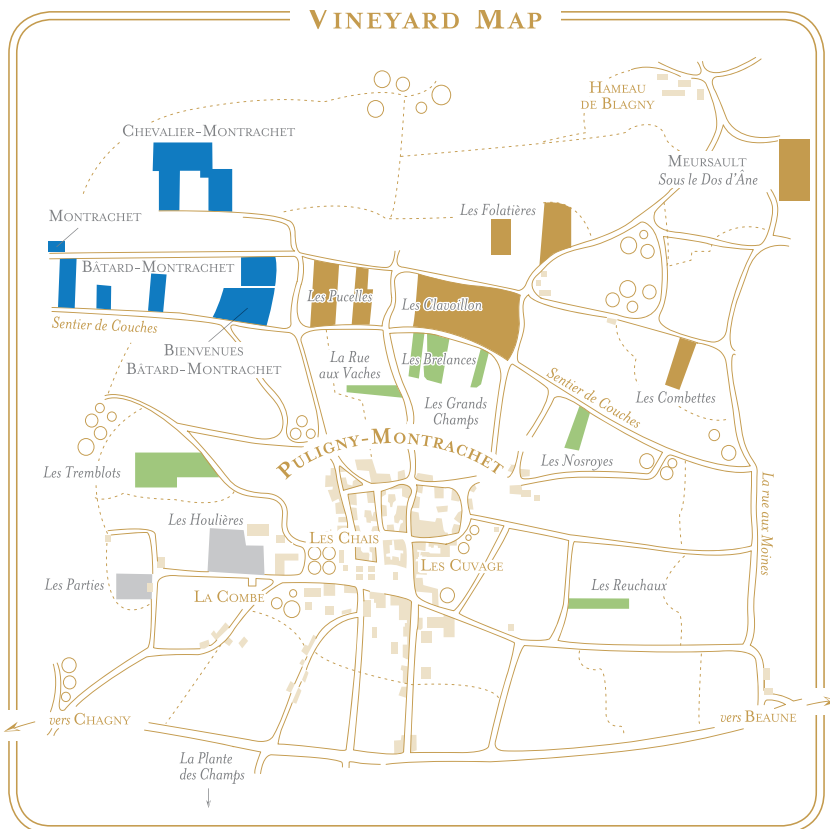 Vineyard Map
Hameau
de Blagny
Chevalier-Montrachet
Meursault
Sous le Dos d'Âne
Montrachet
Les Folatières
Bâtard-Montrachet
Les Pucelles
Les Clavoillon
Sentier de Couches
Bienvenues
Bâtard-Montrachet
La Rue
aux Vaches
Les Brelances
Les Grands
Champs
Sentier de Couches
Les Combettes
Puligny-Montrachet
Les Nosroyes
Les Tremblots
La rue aux Moines
Les Houlières
Les Chais
Les Cuvage
Les Parties
La Combe
Les Reuchaux
vers Chagny
vers Beaune
La Plante
des Champs